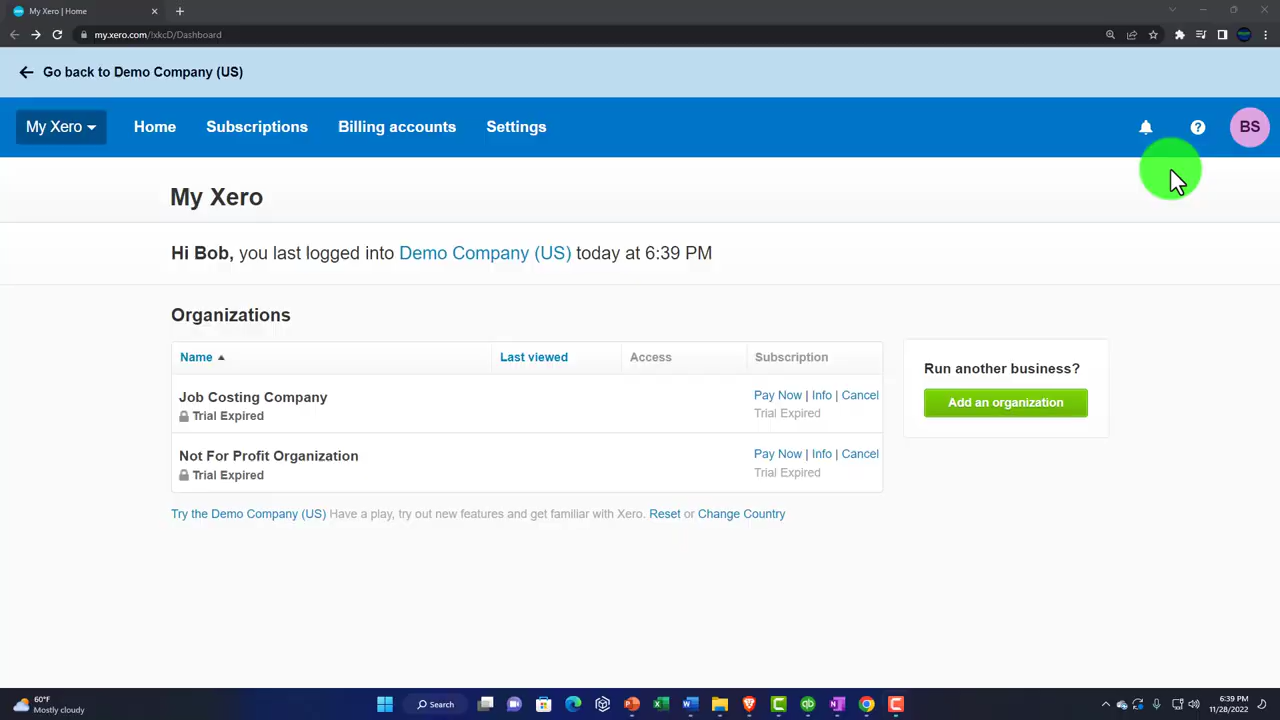 My Xero | Home
my.xero.com/!xkcD/Dashboard
Go back to Demo Company (US)
My Xero Home Subscriptions Billing accounts Settings BS
My Xero
Hi Bob, you last logged into Demo Company (US) today at 6:39 PM
Organizations
Name Last viewed Access Subscription
Job Costing Company Pay Now | Info | Cancel
Trial Expired Trial Expired
Not For Profit Organization Pay Now | Info | Cancel
Trial Expired Trial Expired
Run another business?
Add an organization
Try the Demo Company (US) Have a play, try out new features and get familiar with Xero. Reset or Change Country
60°F
Mostly cloudy
Search
6:39 PM
11/28/2022